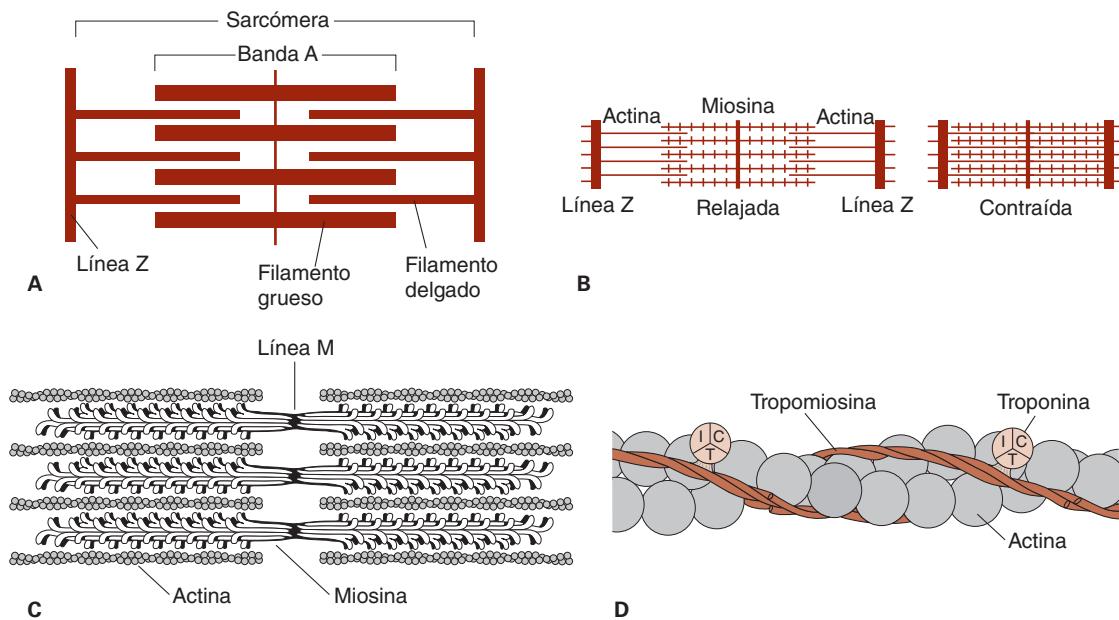 Sarcómera
Banda A
Línea Z
Filamento
grueso
Filamento
delgado
A
Actina
Miosina
Actina
Línea Z
Relajada
Línea Z
Contraída
B
Línea M
Actina
Miosina
C
Tropomiosina
Troponina
I C
T
I C
T
Actina
D